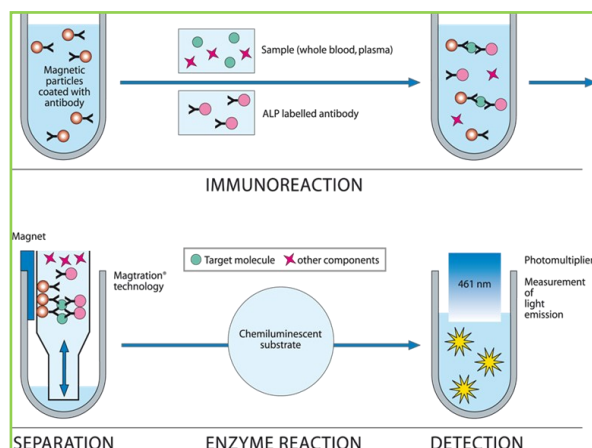 Magnetic
particles
coated with
antibody
Sample (whole blood, plasma)
ALP labelled antibody
IMMUNOREACTION
Magnet
Magtration®
technology
Target molecule
other components
Chemiluminescent
substrate
461 nm
Photomultiplier
Measurement
of
light
emission
SEPARATION
ENZYME REACTION
DETECTION